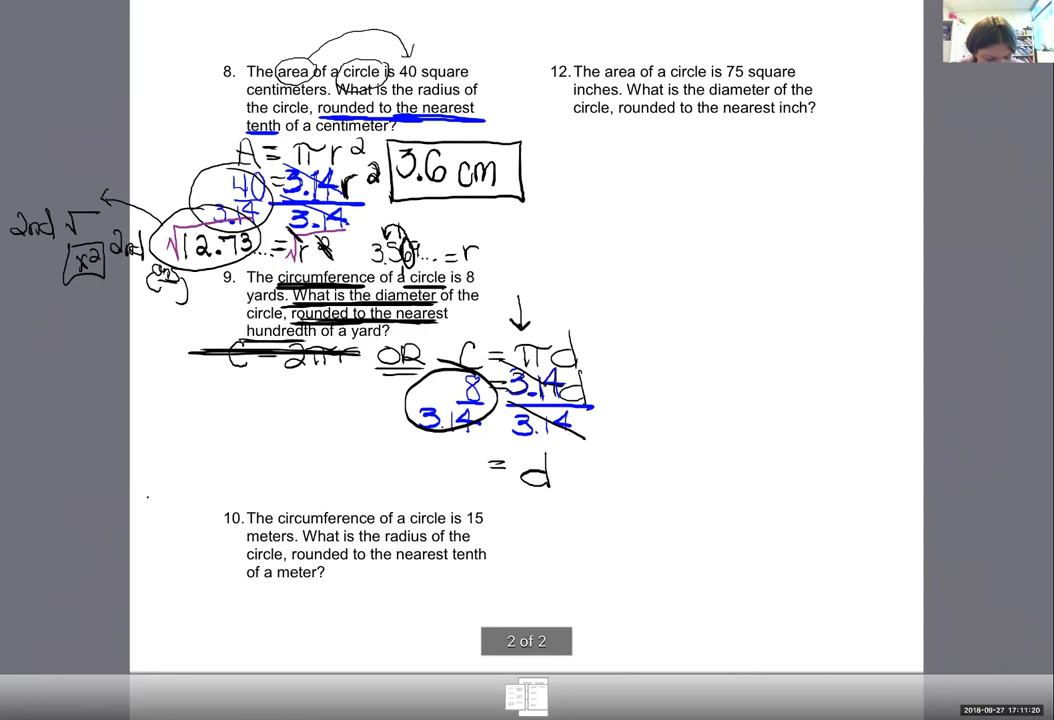 8. The area of a circle is 40 square
centimeters. What is the radius of
the circle, rounded to the nearest
tenth of a centimeter?
A = πr²
40 = 3.14r²
3.14 3.14
3.6 cm
2nd √
x² 2nd
(ans)
√12.73... = √r²
3.56... = r
9. The circumference of a circle is 8
yards. What is the diameter of the
circle, rounded to the nearest
hundredth of a yard?
C = 2πr OR C = πd
8 = 3.14d
3.14 3.14
= d
10. The circumference of a circle is 15
meters. What is the radius of the
circle, rounded to the nearest tenth
of a meter?
12. The area of a circle is 75 square
inches. What is the diameter of the
circle, rounded to the nearest inch?
2 of 2
2018-09-27 17:11:20